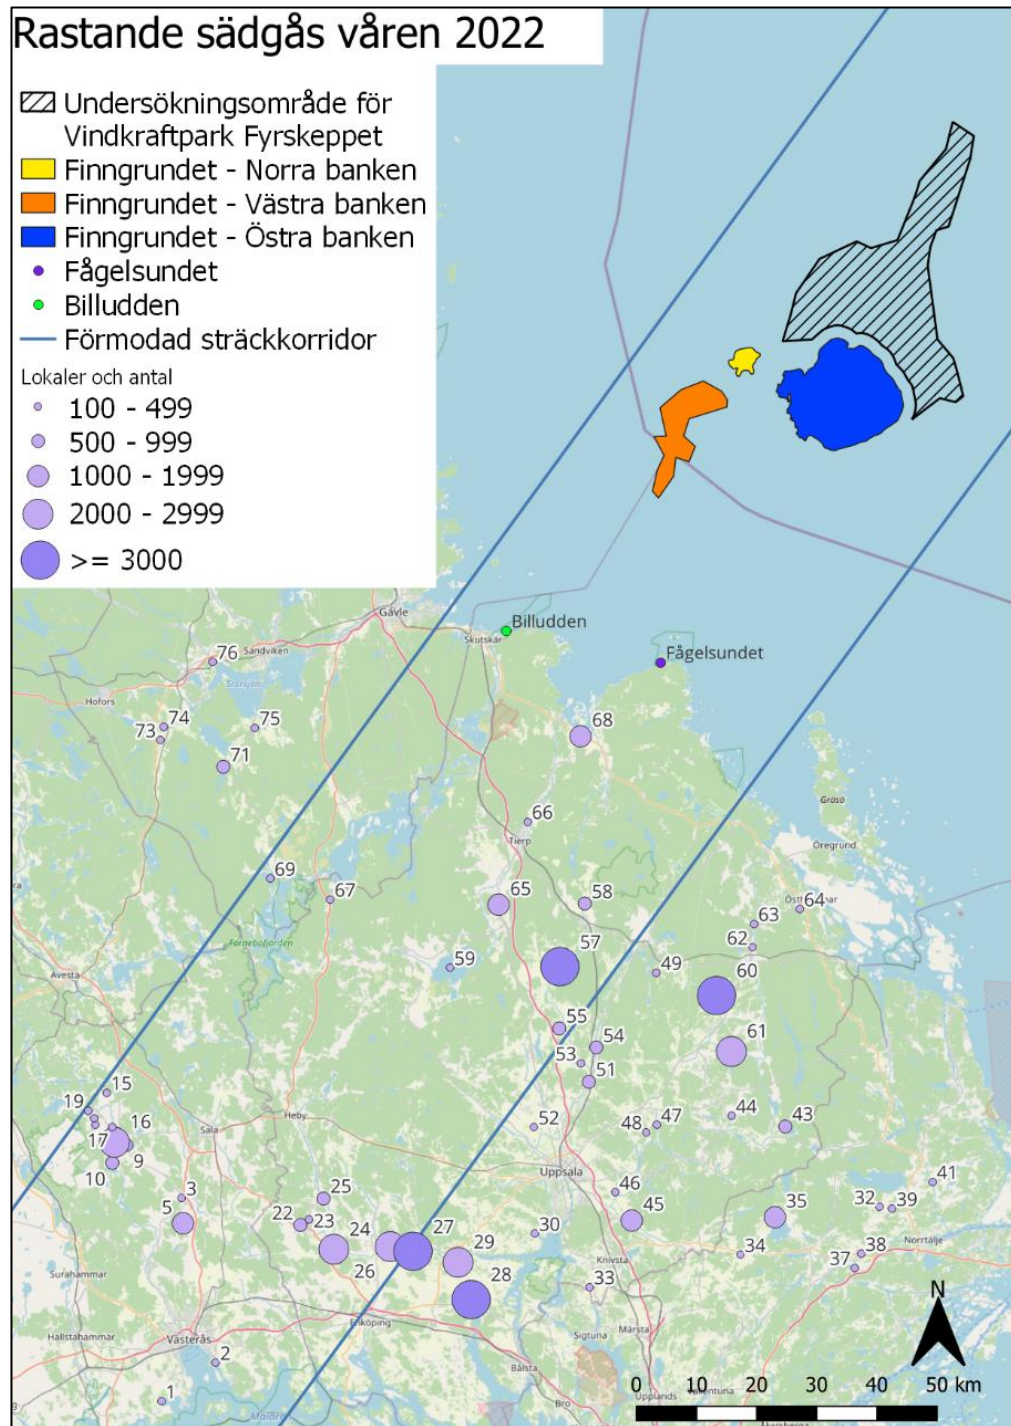 Rastande sädgås våren 2022
Undersökningsområde för
Vindkraftpark Fyrskeppet
Finngrundet - Norra banken
Finngrundet - Västra banken
Finngrundet - Östra banken
Fågelsundet
Billudden
Förmodad sträckkorridor
Lokaler och antal
100 - 499
500 - 999
1000 - 1999
2000 - 2999
>= 3000
Gävle
Billudden
Skutskär
Sandviken
Fågelsundet
76
Storsjön
Hofors
74
75
73
68
71
Gräsö
66
Tierp
Öregrund
69
67
65
58
64
63
Färnebofjärden
57
62
59
49
Avesta
60
55
61
54
53
51
15
19
Heby
16
52
47
44
43
17
Sala
48
9
10
Uppsala
41
3
25
46
5
45
35
32
39
22
23
24
27
30
Norrtälje
26
29
34
38
Knivsta
37
Surahammar
28
33
N
Enköping
Hallstahammar
Västerås
Sigtuna
Märsta
2
Bålsta
0 10 20 30 40 50 km
1
Bro
Mälaren